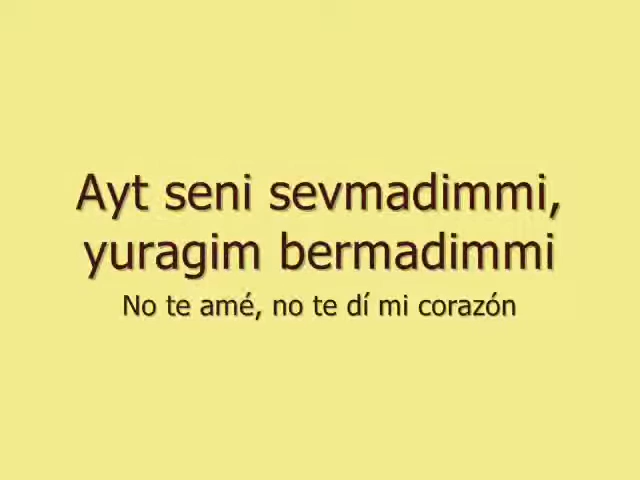 Ayt seni sevmadimmi,
yuragim bermadimmi
No te amé, no te dí mi corazón